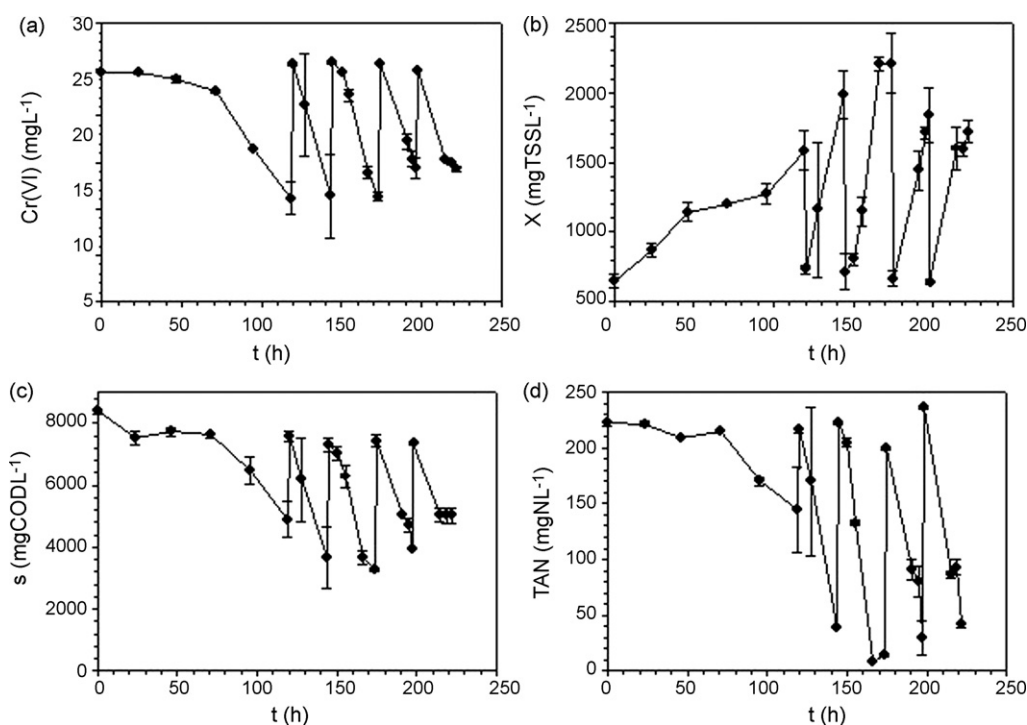 (a)
30
25
20
15
10
5
Cr(VI) (mgL⁻¹)
0 50 100 150 200 250
t (h)
(b)
2500
2000
1500
1000
500
X (mgTSSL⁻¹)
0 50 100 150 200 250
t (h)
(c)
8000
6000
4000
2000
0
s (mgCODL⁻¹)
0 50 100 150 200 250
t (h)
(d)
250
200
150
100
50
0
TAN (mgNL⁻¹)
0 50 100 150 200 250
t (h)